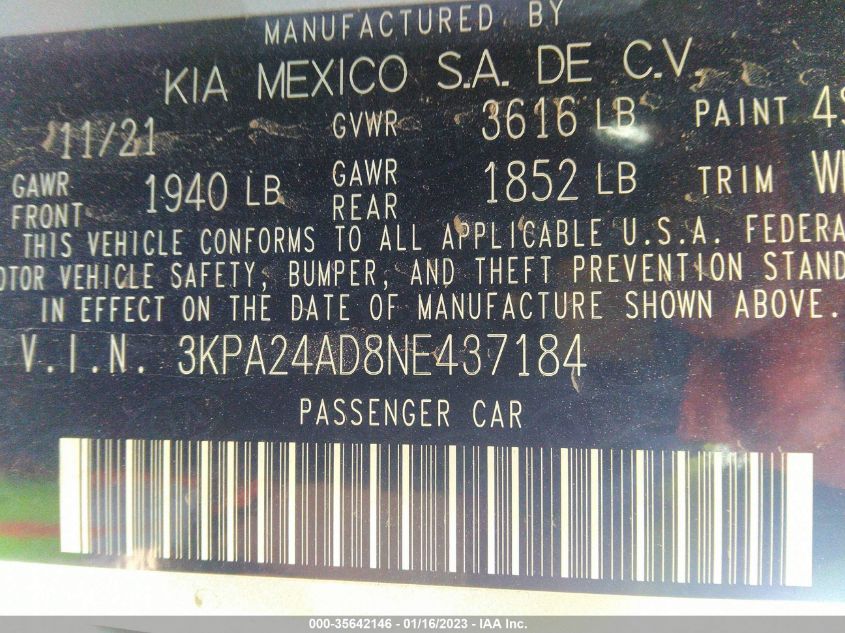 MANUFACTURED BY
KIA MEXICO S.A. DE C.V.
11/21 GVWR 3616 LB PAINT
GAWR FRONT 1940 LB GAWR REAR 1852 LB TRIM
THIS VEHICLE CONFORMS TO ALL APPLICABLE U.S.A.
VEHICLE SAFETY, BUMPER, AND THEFT PREVENTION
IN EFFECT ON THE DATE OF MANUFACTURE SHOWN ABOVE.
V.I.N. 3KPA24AD8NE437184
PASSENGER CAR
000-35642146 - 01/16/2023 - IAA Inc.